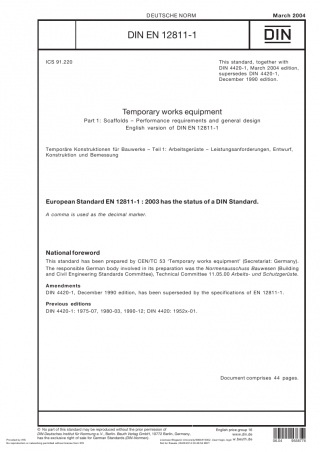 DEUTSCHE NORM
March 2004
DIN EN 12811-1
DIN
ICS 91.220
This standard, together with
DIN 4420-1, March 2004 edition,
supersedes DIN 4420-1,
December 1990 edition.
Temporary works equipment
Part 1: Scaffolds – Performance requirements and general design
English version of DIN EN 12811-1
Temporäre Konstruktionen für Bauwerke – Teil 1: Arbeitsgerüste – Leistungsanforderungen, Entwurf,
Konstruktion und Bemessung
European Standard EN 12811-1 : 2003 has the status of a DIN Standard.
A comma is used as the decimal marker.
National foreword
This standard has been prepared by CEN/TC 53 ‘Temporary works equipment’ (Secretariat: Germany).
The responsible German body involved in its preparation was the Normenausschuss Bauwesen (Building
and Civil Engineering Standards Committee), Technical Committee 11.05.00 Arbeits- und Schutzgerüste.
Amendments
DIN 4420-1, December 1990 edition, has been superseded by the specifications of EN 12811-1.
Previous editions
DIN 4420-1: 1975-07, 1980-03, 1990-12; DIN 4420: 1952x-01.
Document comprises 44 pages.
© No part of this standard may be reproduced without the prior permission of
DIN Deutsches Institut für Normung e. V., Berlin. Beuth Verlag GmbH, 10772 Berlin, Germany,
has the exclusive right of sale for German Standards (DIN-Normen).
English price group 16
www.din.de
www.beuth.de